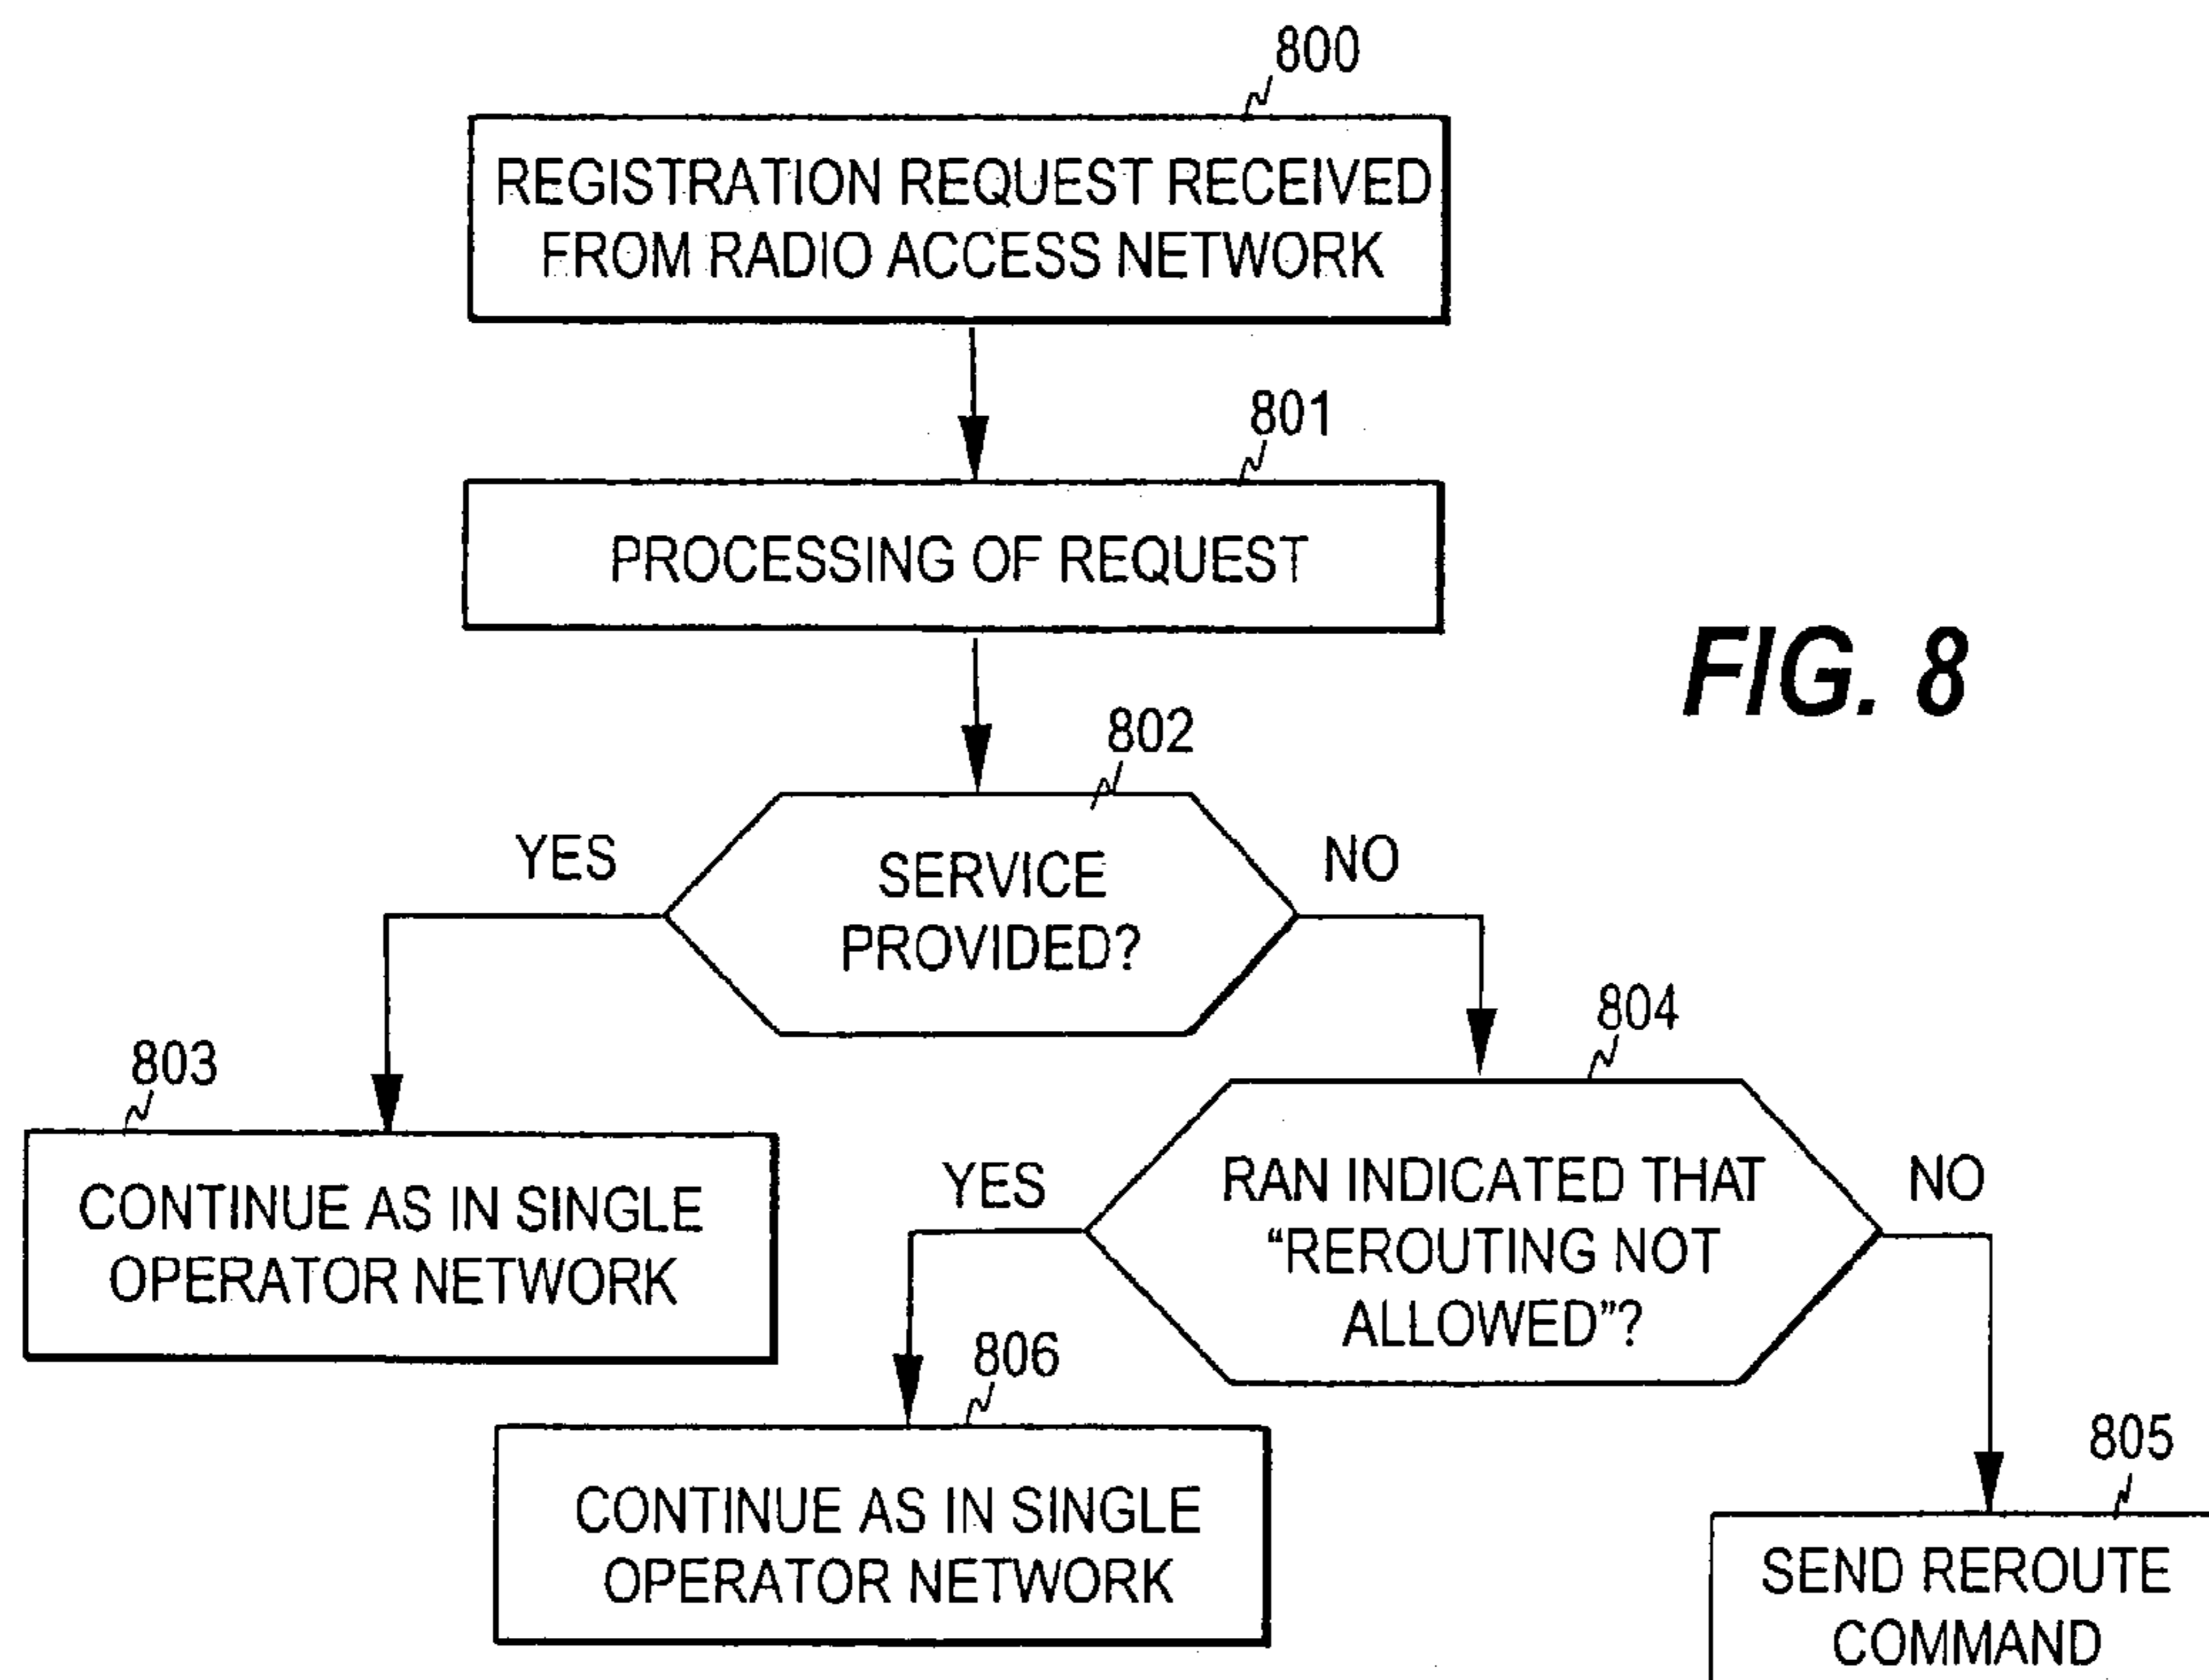 800
REGISTRATION REQUEST RECEIVED
FROM RADIO ACCESS NETWORK
801
PROCESSING OF REQUEST
FIG. 8
802
YES
SERVICE
PROVIDED?
NO
804
803
CONTINUE AS IN SINGLE
OPERATOR NETWORK
YES
RAN INDICATED THAT
“REROUTING NOT
ALLOWED”?
NO
806
CONTINUE AS IN SINGLE
OPERATOR NETWORK
805
SEND REROUTE
COMMAND